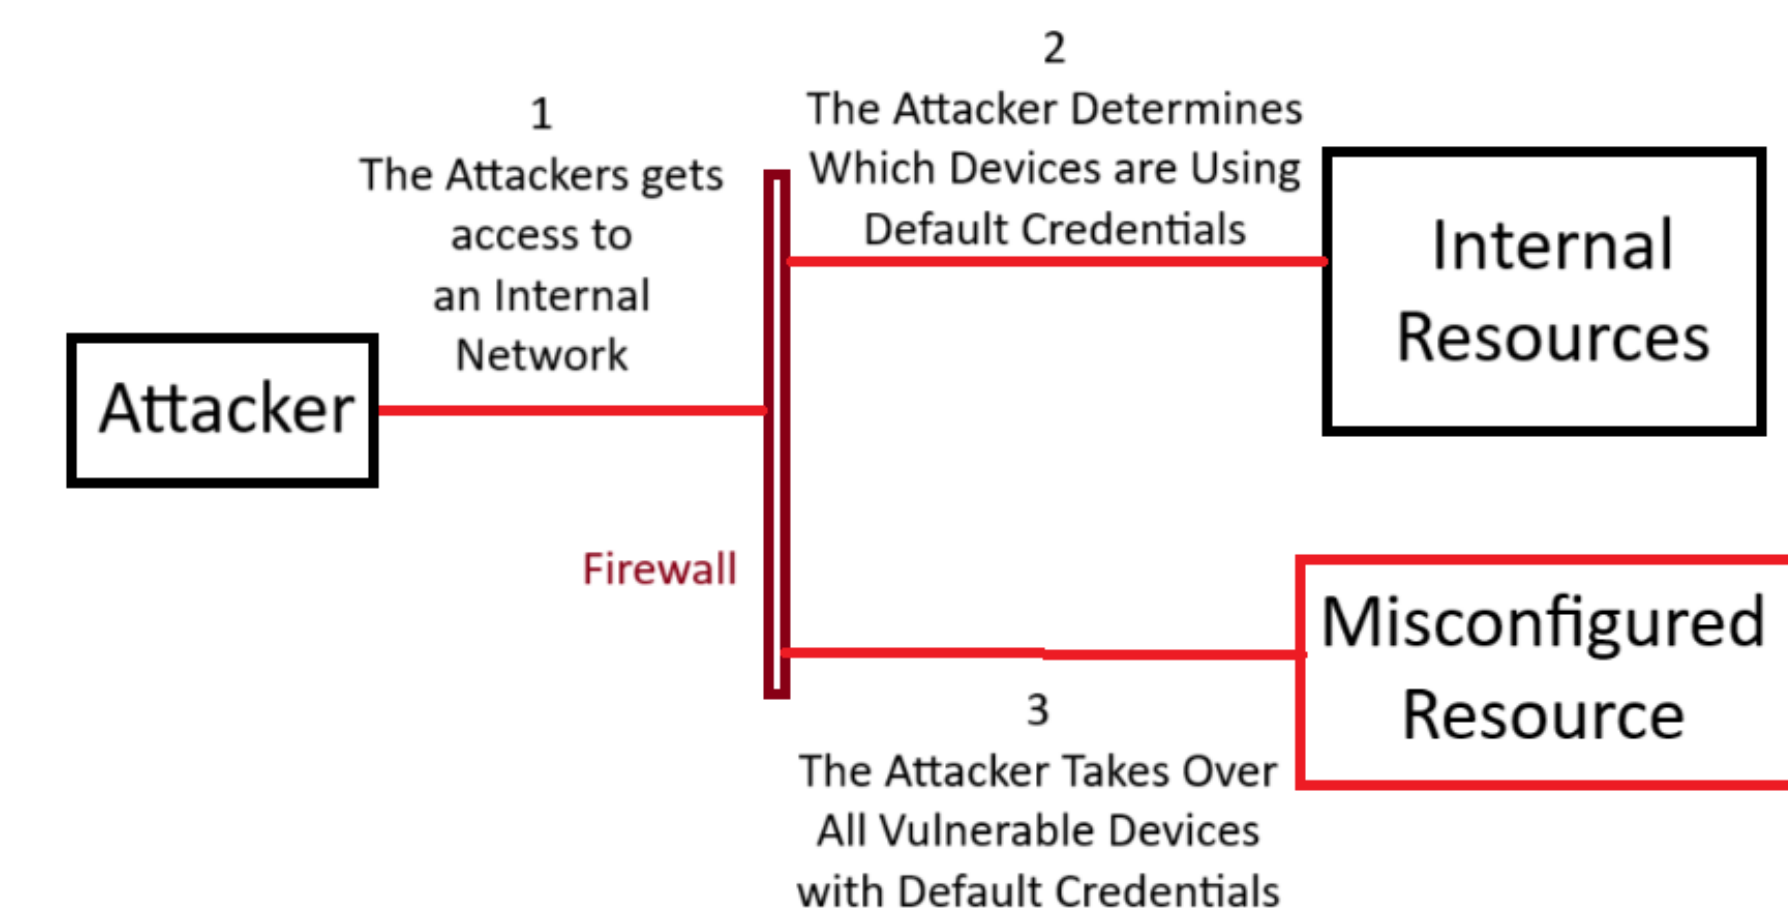 1
The Attackers gets
access to
an Internal
Network
Attacker
Firewall
2
The Attacker Determines
Which Devices are Using
Default Credentials
Internal
Resources
Misconfigured
Resource
3
The Attacker Takes Over
All Vulnerable Devices
with Default Credentials